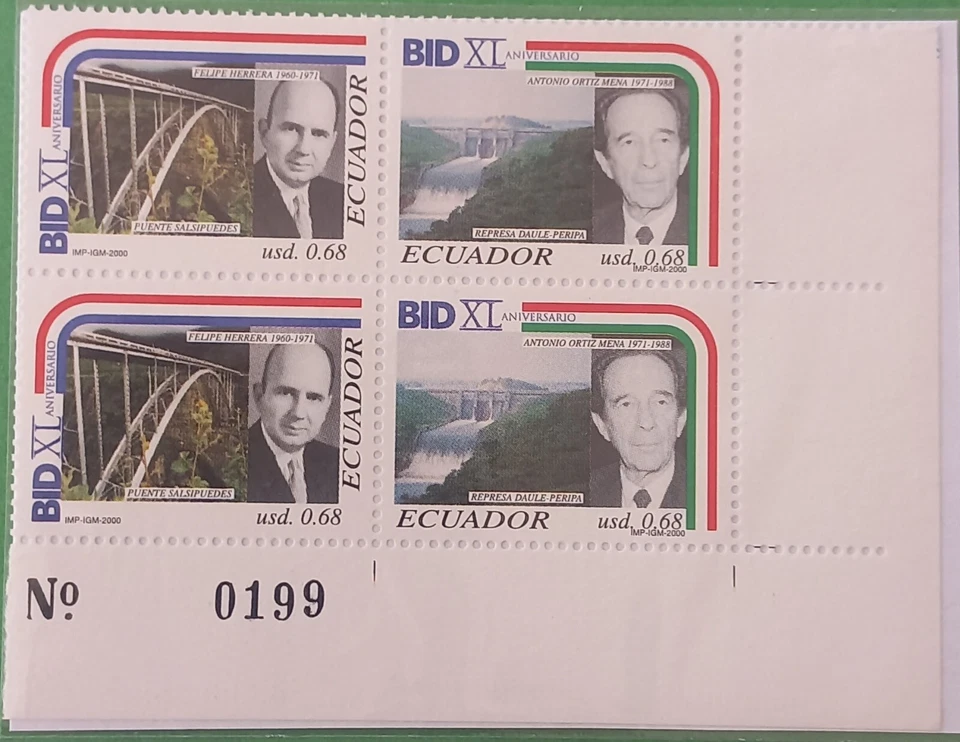 BID XL ANIVERSARIO
FELIPE HERRERA 1960-1971
PUENTE SALSIPUEDES
ECUADOR
IMP-IGM-2000
usd. 0.68
BID XL ANIVERSARIO
ANTONIO ORTIZ MENA 1971-1988
REPRESA DAULE-PERIPA
ECUADOR
usd. 0.68
IMP-IGM-2000
BID XL ANIVERSARIO
FELIPE HERRERA 1960-1971
PUENTE SALSIPUEDES
ECUADOR
IMP-IGM-2000
usd. 0.68
BID XL ANIVERSARIO
ANTONIO ORTIZ MENA 1971-1988
REPRESA DAULE-PERIPA
ECUADOR
usd. 0.68
IMP-IGM-2000
Nº 0199